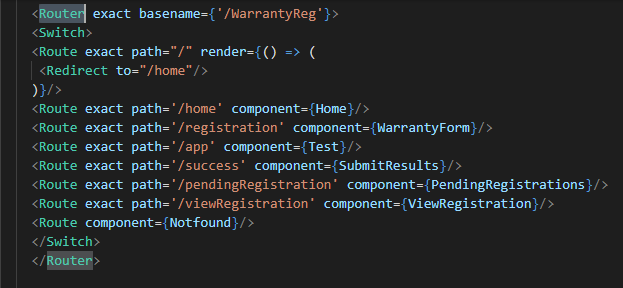 <Router exact basename={'/WarrantyReg'}>
<Switch>
<Route exact path="/" render={() => (
<Redirect to="/home"/>
)}/>
<Route exact path='/home' component={Home}/>
<Route exact path='/registration' component={WarrantyForm}/>
<Route exact path='/app' component={Test}/>
<Route exact path='/success' component={SubmitResults}/>
<Route exact path='/pendingRegistration' component={PendingRegistrations}/>
<Route exact path='/viewRegistration' component={ViewRegistration}/>
<Route component={Notfound}/>
</Switch>
</Router>